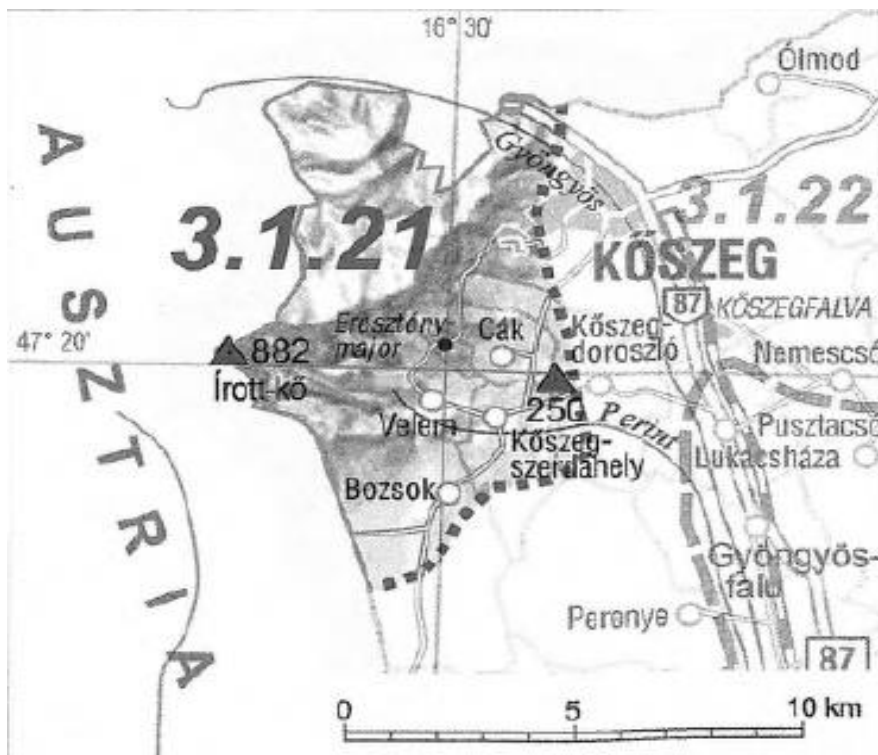 16° 30'
Ólmod
AUSZTRIA
Gyöngyös
3.1.21
3.1.22
KŐSZEG
87
KŐSZEGFALVA
47° 20'
882
Írott-kő
Erasztóny-
major
Cák
Kőszeg-
doroszló
Nemescsó
250
Velem
Perint
Pusztacsó
Kőszeg-
szerdahely
Lukácsháza
Bozsok
Gyöngyös-
falu
Perenye
87
0 5 10 km